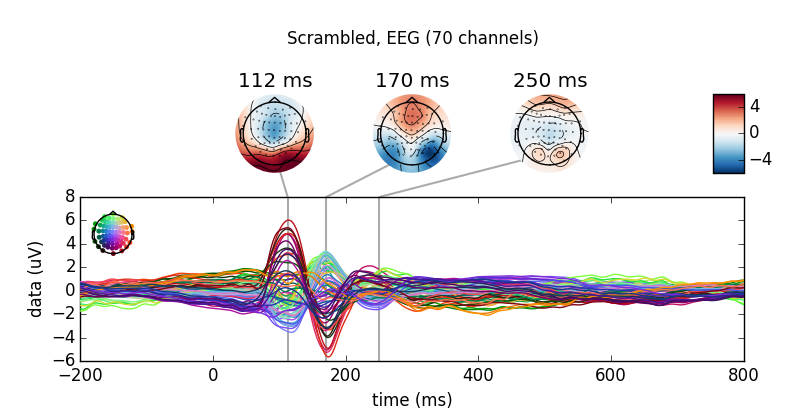 Scrambled, EEG (70 channels)
112 ms 170 ms 250 ms
4
0
−4
8
6
4
2
0
−2
−4
−6
data (uV)
−200 0 200 400 600 800
time (ms)